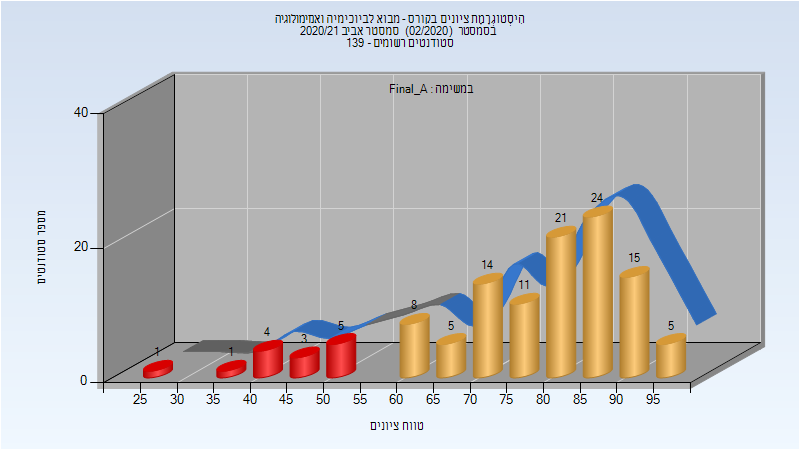 היסטוגרמת ציונים בקורס - מבוא לביוכימיה ואנזימולוגיה
בסמסטר (02/2020) סמסטר אביב 2020/21
סטודנטים רשומים - 139
במשימה : Final_A
מספר סטודנטים
40
20
0
1
1
4
3
5
8
5
14
11
21
24
15
5
25 30 35 40 45 50 55 60 65 70 75 80 85 90 95
טווח ציונים